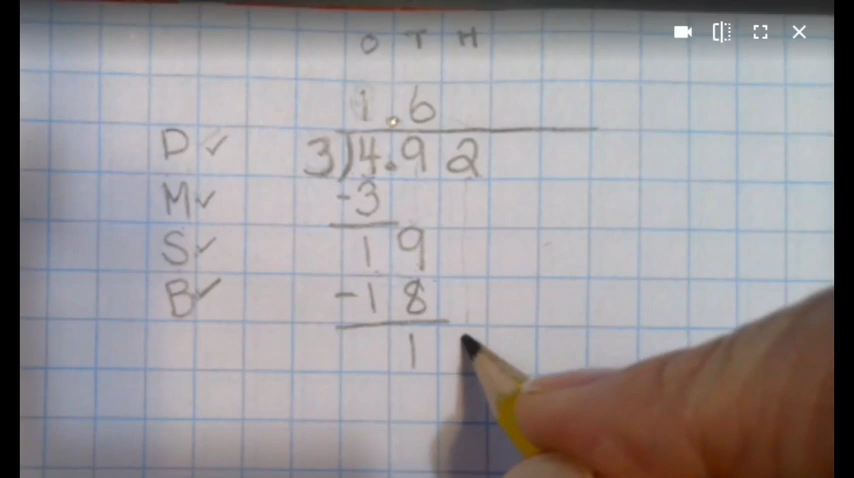 O T H
1.6
D ✓ 3)4.92
M ✓ -3
S ✓ 19
B ✓ -18
1